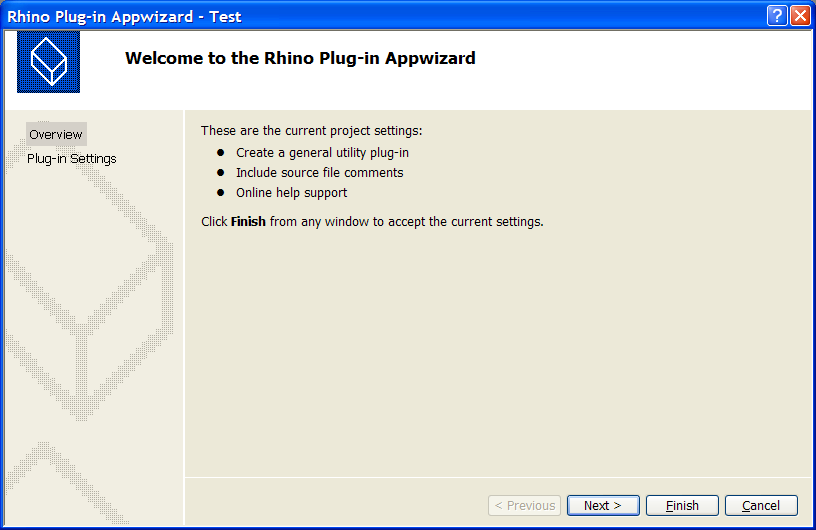 Rhino Plug-in Appwizard - Test
Welcome to the Rhino Plug-in Appwizard
Overview
Plug-in Settings
These are the current project settings:
● Create a general utility plug-in
● Include source file comments
● Online help support
Click Finish from any window to accept the current settings.
< Previous
Next >
Finish
Cancel